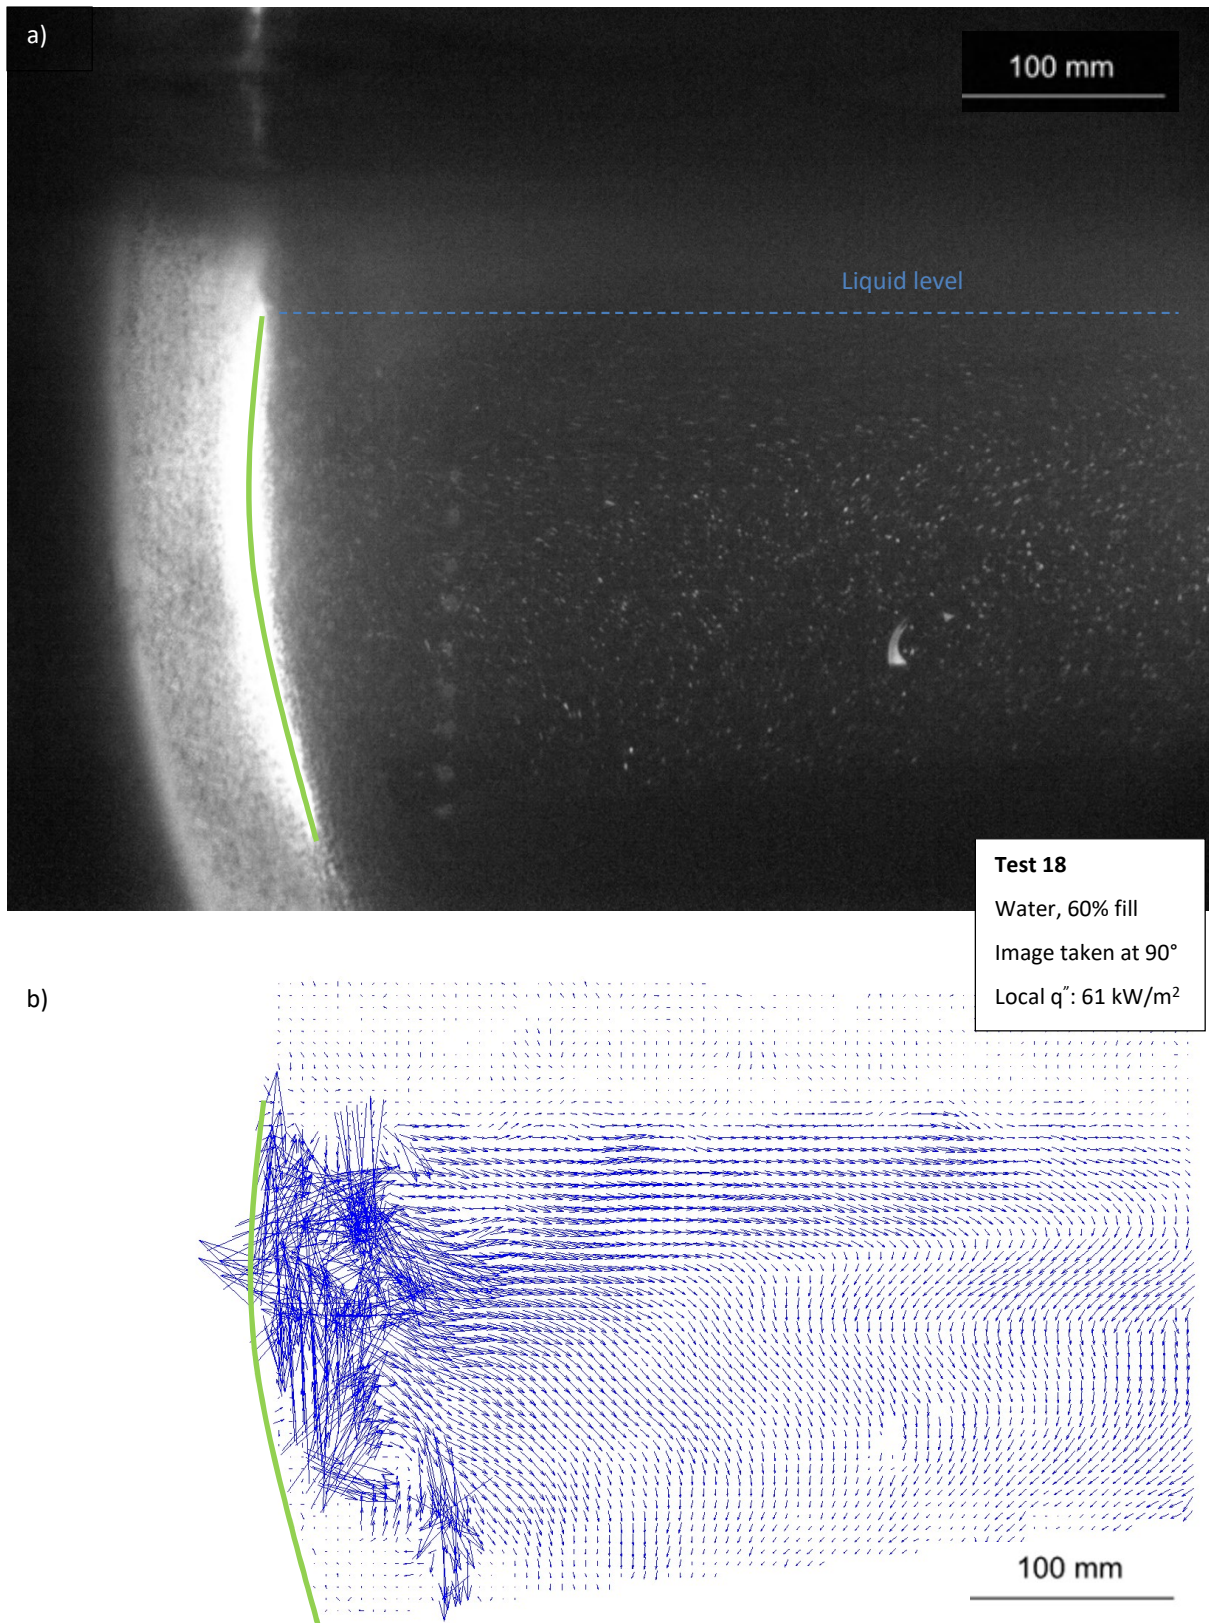 a)
100 mm
Liquid level
Test 18
Water, 60% fill
Image taken at 90°
Local q″: 61 kW/m²
b)
100 mm